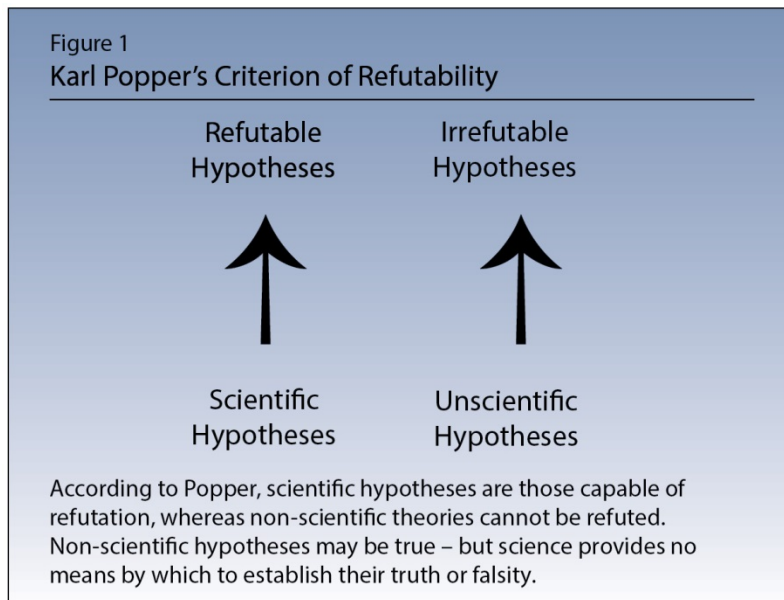 Figure 1
Karl Popper’s Criterion of Refutability
Refutable Hypotheses
Irrefutable Hypotheses
Scientific Hypotheses
Unscientific Hypotheses
According to Popper, scientific hypotheses are those capable of
refutation, whereas non-scientific theories cannot be refuted.
Non-scientific hypotheses may be true – but science provides no
means by which to establish their truth or falsity.